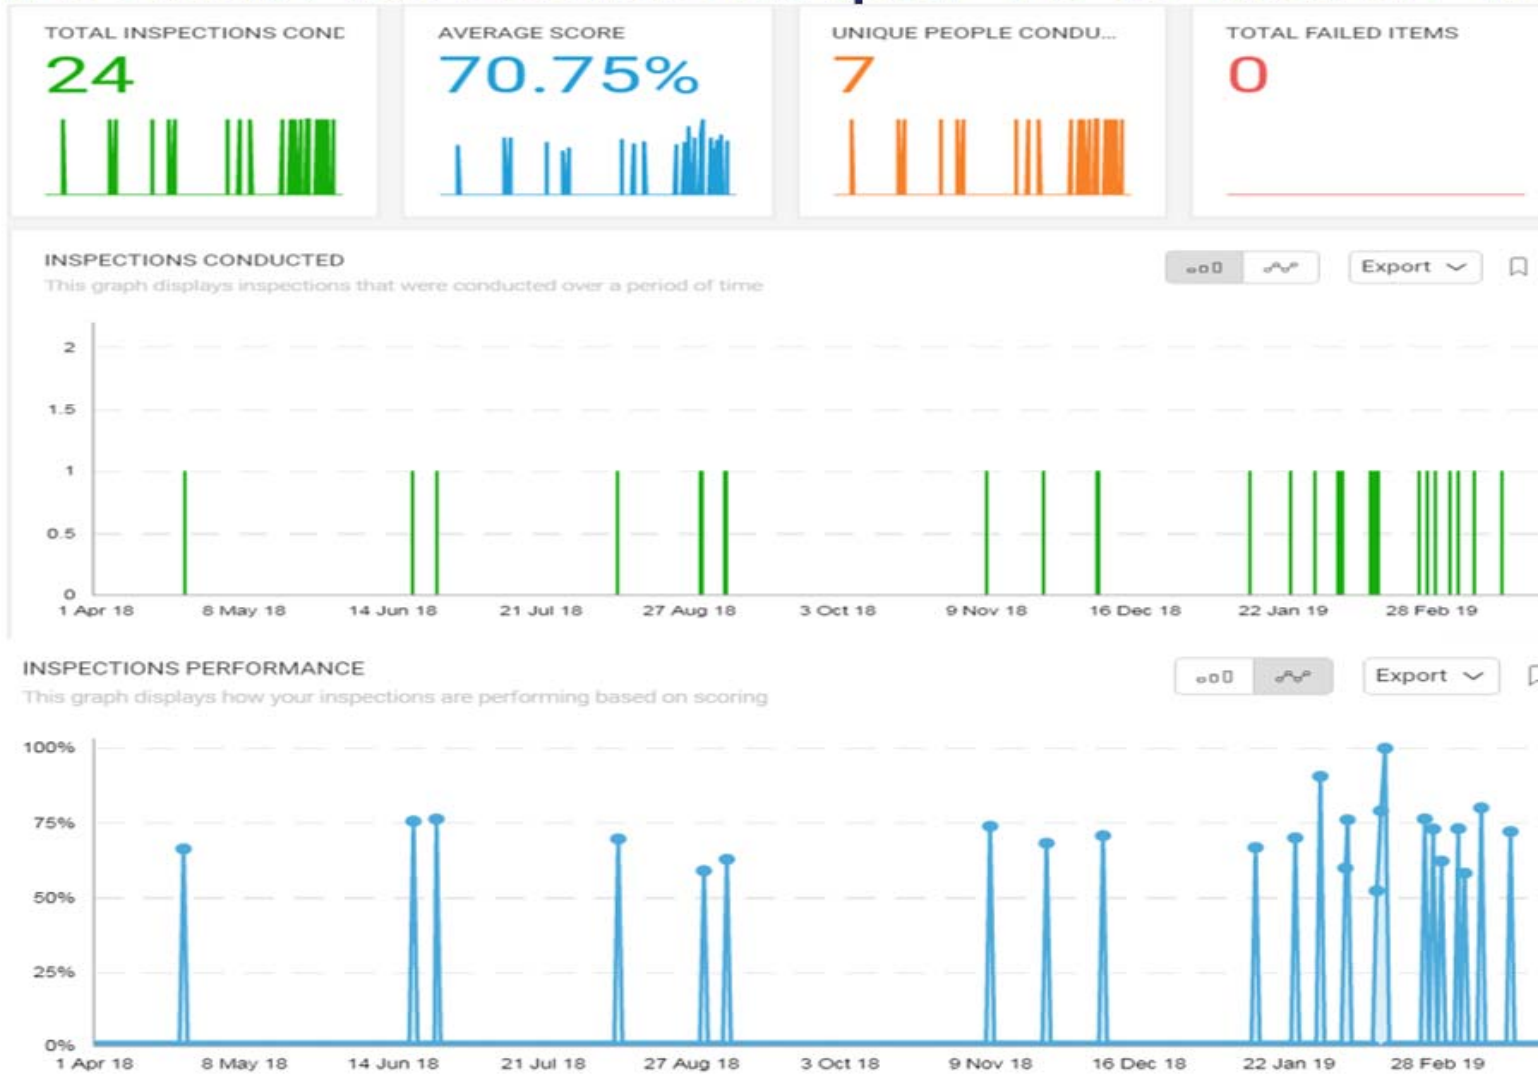 TOTAL INSPECTIONS COND
24
AVERAGE SCORE
70.75%
UNIQUE PEOPLE CONDU...
7
TOTAL FAILED ITEMS
0
INSPECTIONS CONDUCTED
This graph displays inspections that were conducted over a period of time
Export
2
1.5
1
0.5
0
1 Apr 18 8 May 18 14 Jun 18 21 Jul 18 27 Aug 18 3 Oct 18 9 Nov 18 16 Dec 18 22 Jan 19 28 Feb 19
INSPECTIONS PERFORMANCE
This graph displays how your inspections are performing based on scoring
Export
100%
75%
50%
25%
0%
1 Apr 18 8 May 18 14 Jun 18 21 Jul 18 27 Aug 18 3 Oct 18 9 Nov 18 16 Dec 18 22 Jan 19 28 Feb 19